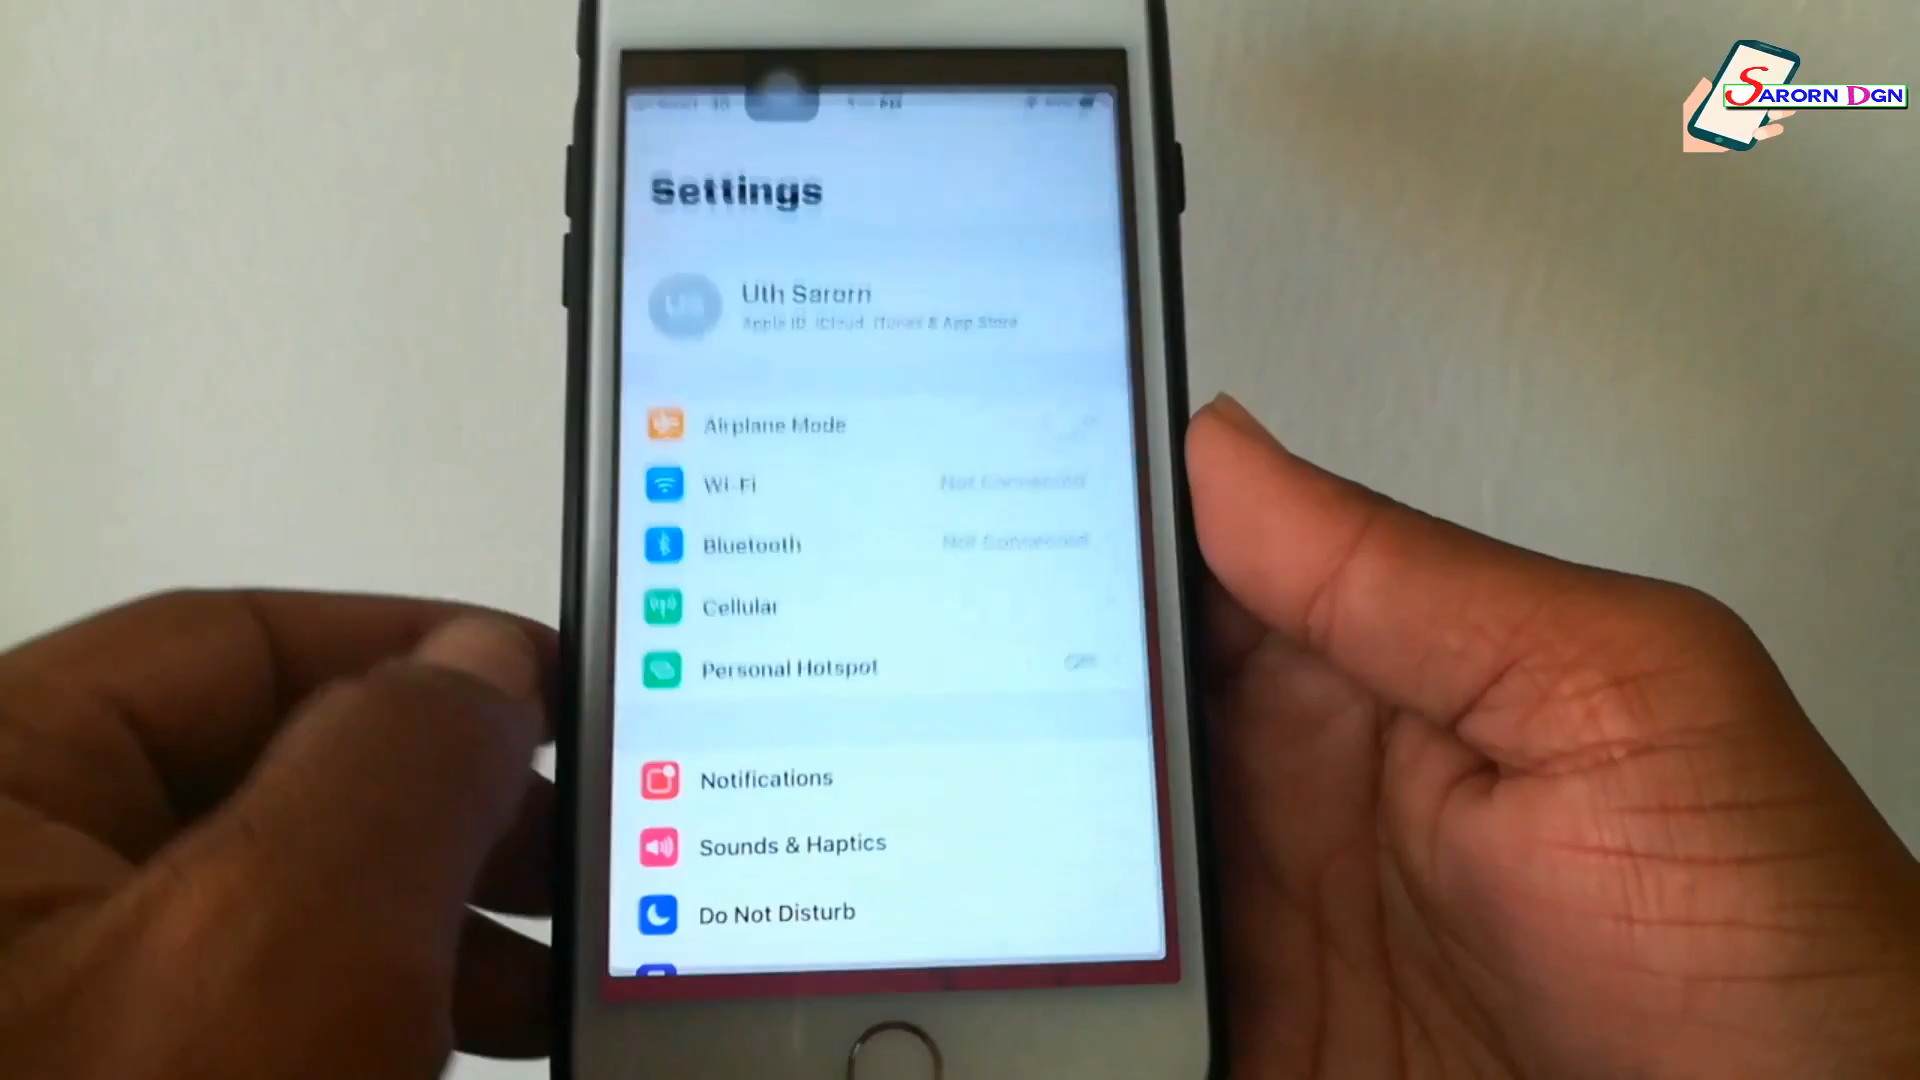 SARORN DGN
Settings
Uth Sarorn
Apple ID, iCloud, iTunes & App Store
Airplane Mode
Wi-Fi Not Connected
Bluetooth Not Connected
Cellular
Personal Hotspot Off
Notifications
Sounds & Haptics
Do Not Disturb